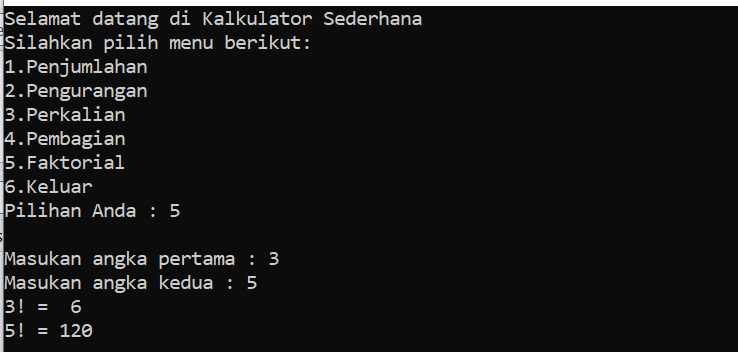 Selamat datang di Kalkulator Sederhana
Silahkan pilih menu berikut:
1.Penjumlahan
2.Pengurangan
3.Perkalian
4.Pembagian
5.Faktorial
6.Keluar
Pilihan Anda : 5
Masukan angka pertama : 3
Masukan angka kedua : 5
3! =  6
5! = 120